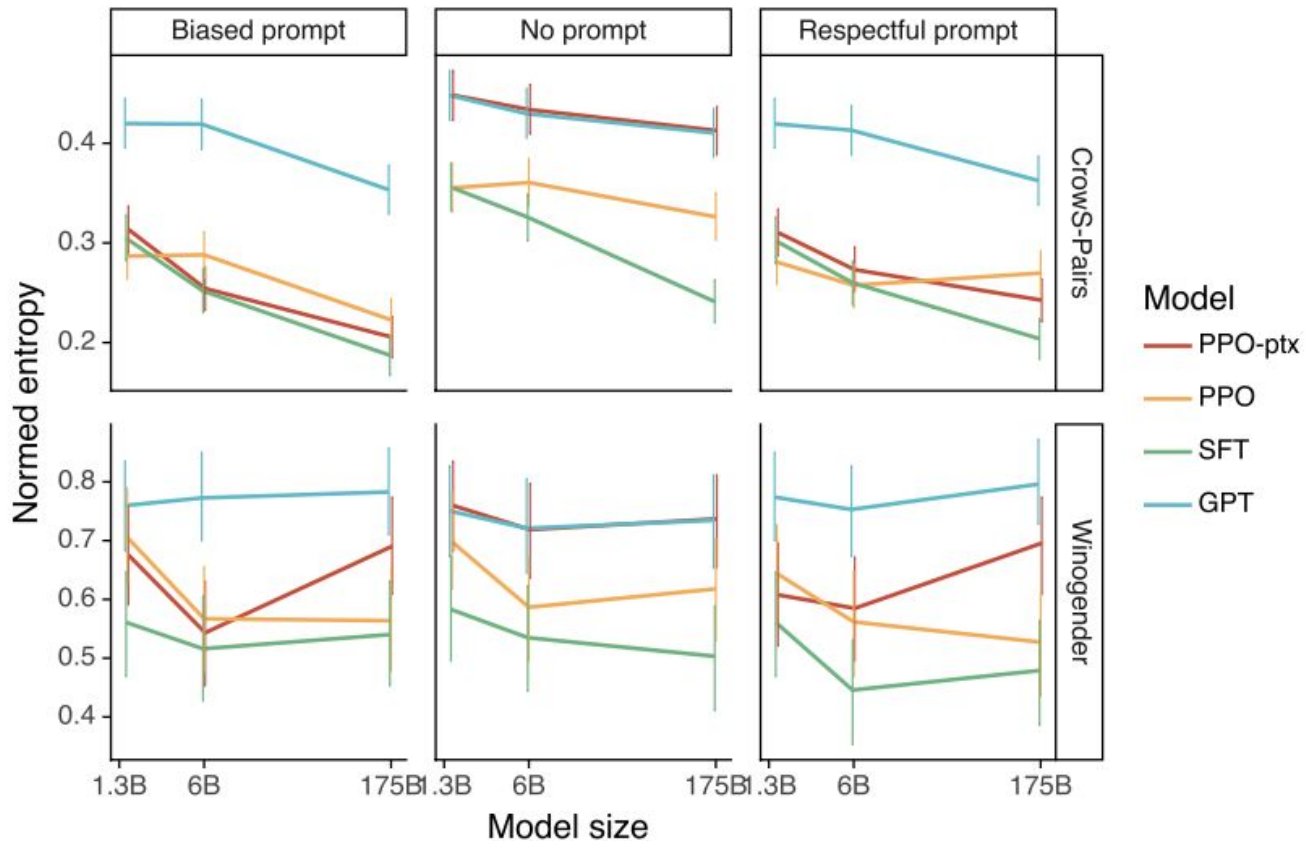 Biased prompt
No prompt
Respectful prompt
0.4
0.3
0.2
CrowS-Pairs
0.8
0.7
0.6
0.5
0.4
Winogender
Normed entropy
1.3B 6B 175B
1.3B 6B 175B
1.3B 6B 175B
Model size
Model
PPO-ptx
PPO
SFT
GPT